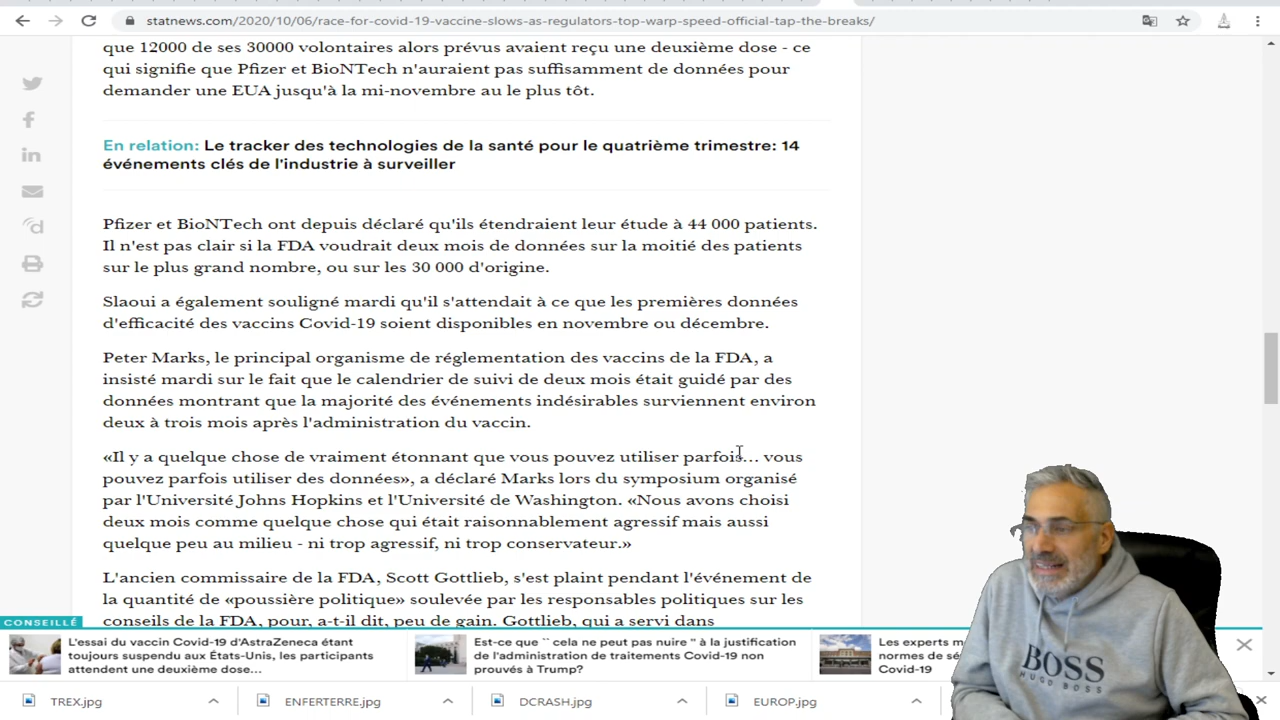 statnews.com/2020/10/06/race-for-covid-19-vaccine-slows-as-regulators-top-warp-speed-official-tap-the-breaks/
que 12000 de ses 30000 volontaires alors prévus avaient reçu une deuxième dose - ce
qui signifie que Pfizer et BioNTech n'auraient pas suffisamment de données pour
demander une EUA jusqu'à la mi-novembre au le plus tôt.
En relation: Le tracker des technologies de la santé pour le quatrième trimestre: 14
événements clés de l'industrie à surveiller
Pfizer et BioNTech ont depuis déclaré qu'ils étendraient leur étude à 44 000 patients.
Il n'est pas clair si la FDA voudrait deux mois de données sur la moitié des patients
sur le plus grand nombre, ou sur les 30 000 d'origine.
Slaoui a également souligné mardi qu'il s'attendait à ce que les premières données
d'efficacité des vaccins Covid-19 soient disponibles en novembre ou décembre.
Peter Marks, le principal organisme de réglementation des vaccins de la FDA, a
insisté mardi sur le fait que le calendrier de suivi de deux mois était guidé par des
données montrant que la majorité des événements indésirables surviennent environ
deux à trois mois après l'administration du vaccin.
«Il y a quelque chose de vraiment étonnant que vous pouvez utiliser parfois… vous
pouvez parfois utiliser des données», a déclaré Marks lors du symposium organisé
par l'Université Johns Hopkins et l'Université de Washington. «Nous avons choisi
deux mois comme quelque chose qui était raisonnablement agressif mais aussi
quelque peu au milieu - ni trop agressif, ni trop conservateur.»
L'ancien commissaire de la FDA, Scott Gottlieb, s'est plaint pendant l'événement de
la quantité de «poussière politique» soulevée par les responsables politiques sur les
conseils de la FDA, pour, a-t-il dit, peu de gain. Gottlieb, qui a servi dans
CONSEILLÉ
L'essai du vaccin Covid-19 d'AstraZeneca étant
toujours suspendu aux États-Unis, les participants
attendent une deuxième dose…
Est-ce que `` cela ne peut pas nuire '' à la justification
de l'administration de traitements Covid-19 non
prouvés à Trump?
Les experts m
normes de sé
Covid-19
TREX.jpg
ENFERTERRE.jpg
DCRASH.jpg
EUROP.jpg
BOSS
HUGO BOSS